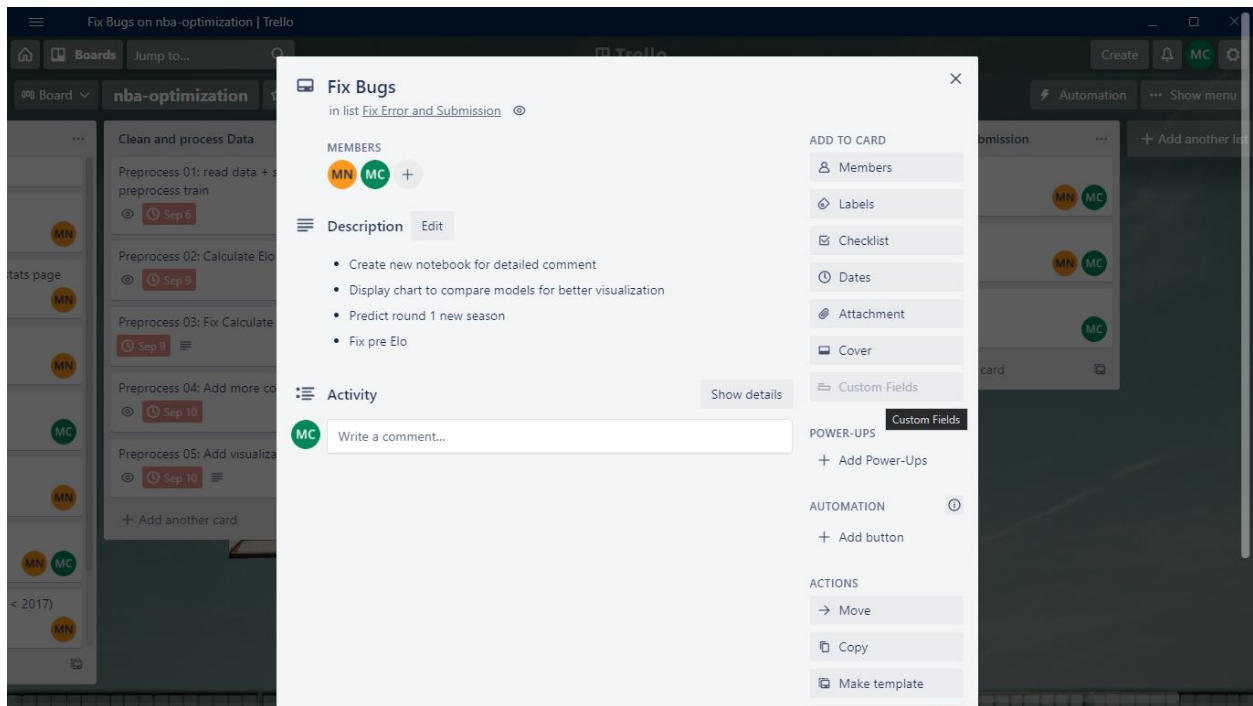 Fix Bugs on nba-optimization | Trello
Boards
Jump to...
Trello
Create
MC
Board
nba-optimization
Automation
Show menu
Clean and process Data
Preprocess 01: read data +
preprocess train
Sep 6
Preprocess 02: Calculate Elo
Sep 9
Preprocess 03: Fix Calculate
Sep 9
Preprocess 04: Add more
Sep 10
Preprocess 05: Add
Sep 10
+ Add another card
MN
stats page
MN
MN
MC
MN
MN MC
< 2017)
MN
Fix Bugs
in list Fix Error and Submission
MEMBERS
MN MC +
Description Edit
• Create new notebook for detailed comment
• Display chart to compare models for better visualization
• Predict round 1 new season
• Fix pre Elo
Activity Show details
MC Write a comment...
ADD TO CARD
Members
Labels
Checklist
Dates
Attachment
Cover
Custom Fields
Custom Fields
POWER-UPS
+ Add Power-Ups
AUTOMATION
+ Add button
ACTIONS
→ Move
Copy
Make template
MN MC
MN MC
MC
card
+ Add another list